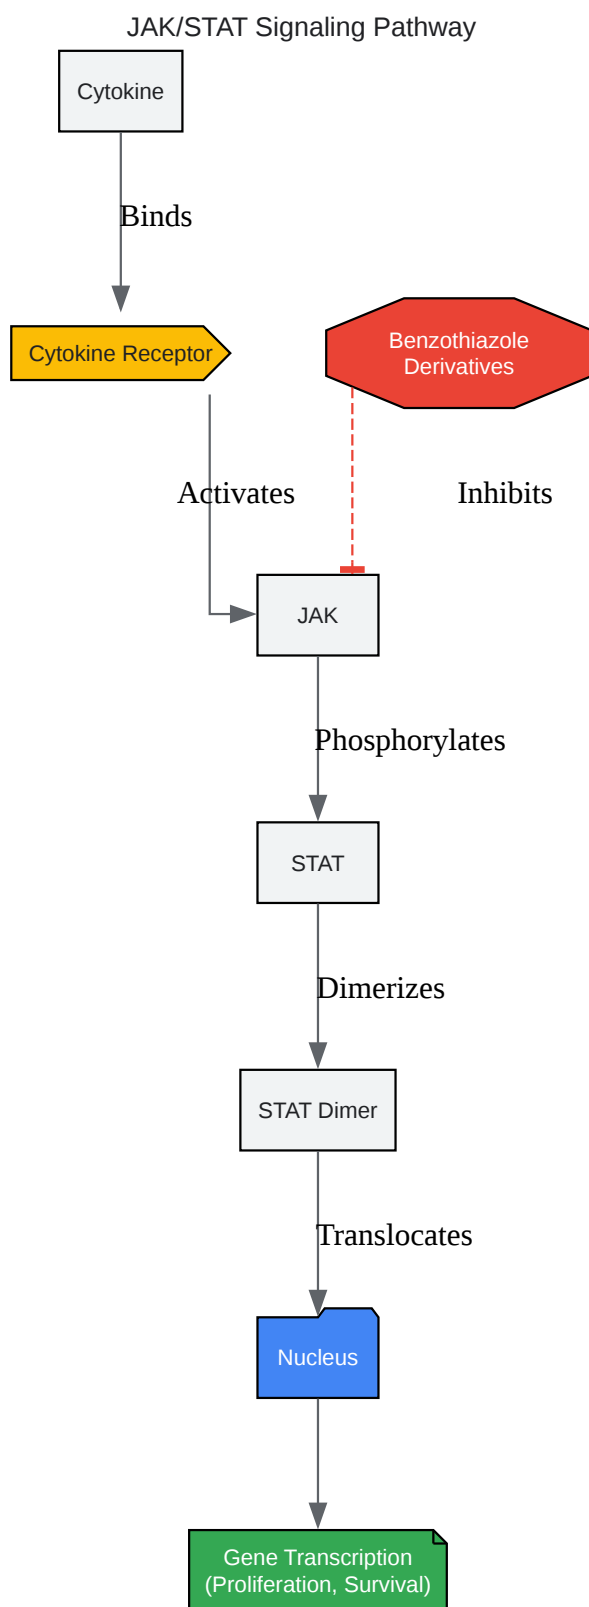 JAK/STAT Signaling Pathway
Cytokine
Binds
Cytokine Receptor
Benzothiazole
Derivatives
Activates
Inhibits
JAK
Phosphorylates
STAT
Dimerizes
STAT Dimer
Translocates
Nucleus
Gene Transcription
(Proliferation, Survival)